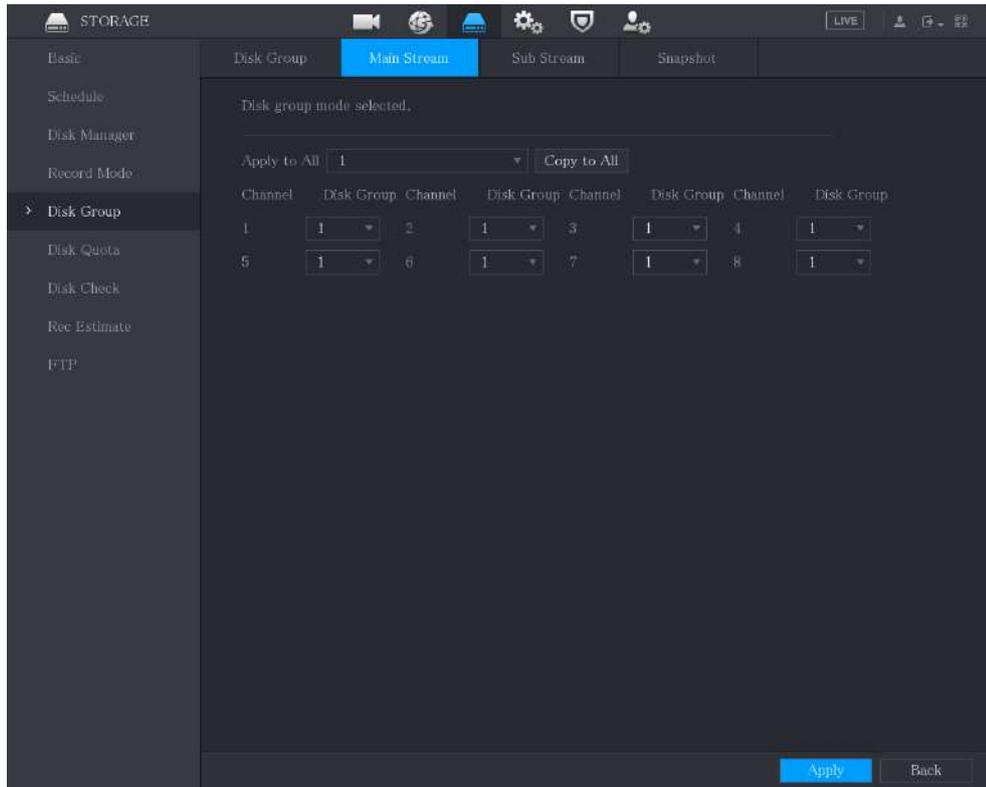 STORAGE LIVE
Basic
Schedule
Disk Manager
Record Mode
Disk Group
Disk Quota
Disk Check
Rec Estimate
FTP
Disk Group Main Stream Sub Stream Snapshot
Disk group mode selected.
Apply to All 1 Copy to All
Channel Disk Group Channel Disk Group Channel Disk Group Channel Disk Group
1 1 2 1 3 1 4 1
5 1 6 1 7 1 8 1
Apply Back